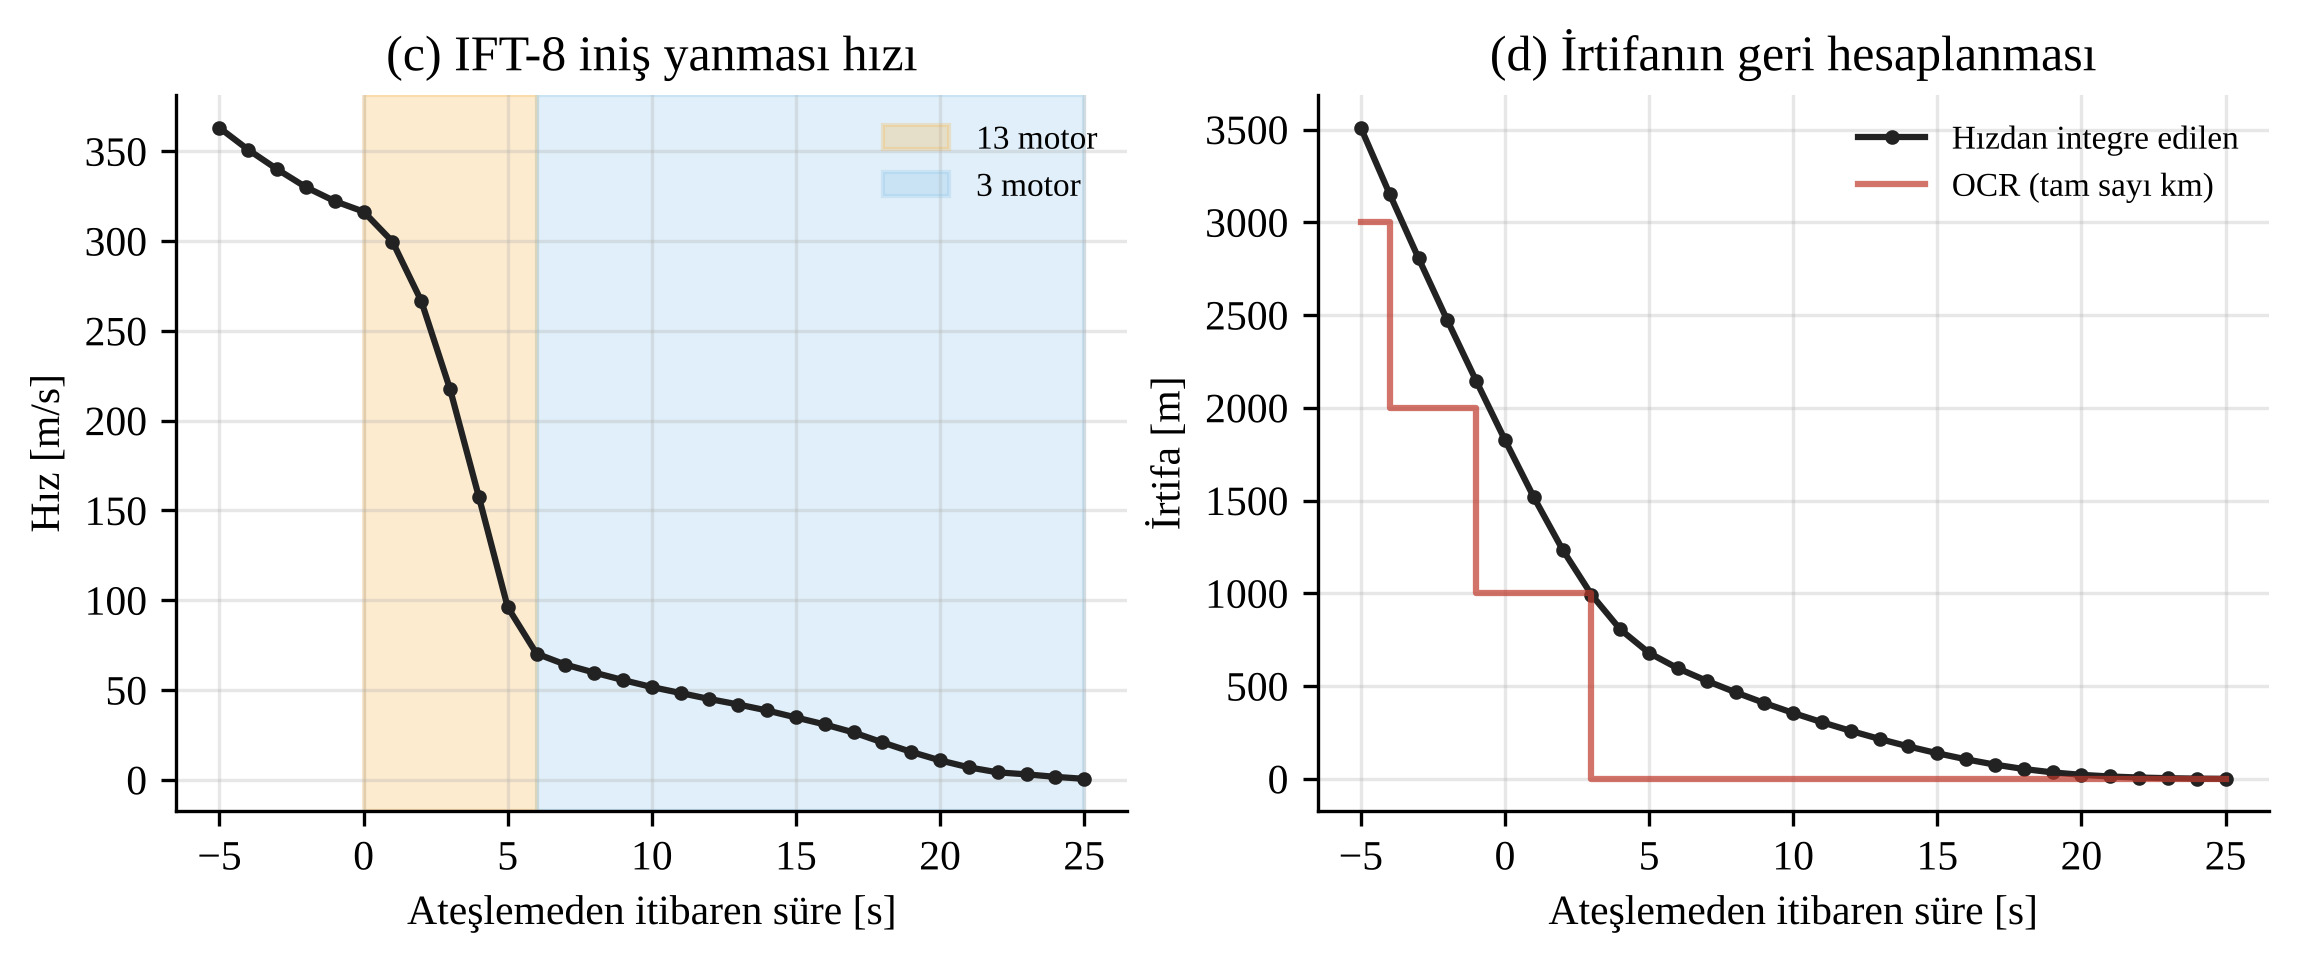 (c) IFT-8 iniş yanması hızı
13 motor
3 motor
350
300
250
200
150
100
50
0
Hız [m/s]
−5 0 5 10 15 20 25
Ateşlemeden itibaren süre [s]
(d) İrtifanın geri hesaplanması
Hızdan integre edilen
OCR (tam sayı km)
3500
3000
2500
2000
1500
1000
500
0
İrtifa [m]
−5 0 5 10 15 20 25
Ateşlemeden itibaren süre [s]